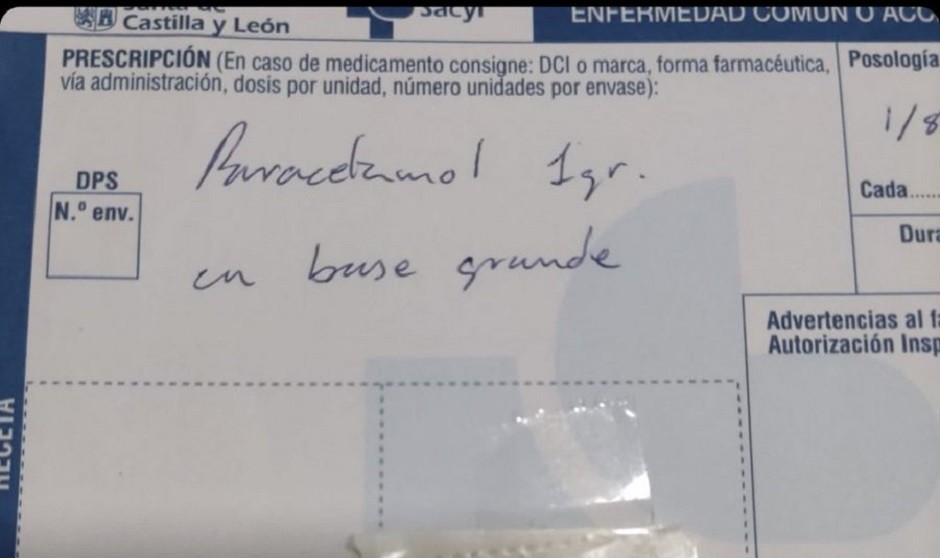 Castilla y León
Sacyl
ENFERMEDAD COMÚN O ACC
PRESCRIPCIÓN (En caso de medicamento consigne: DCI o marca, forma farmacéutica,
vía administración, dosis por unidad, número unidades por envase):
Posología
1/8
Paracetamol 1gr.
DPS
N.º env.
Cada......
en base grande
Dura
Advertencias al fa
Autorización Insp
RECETA